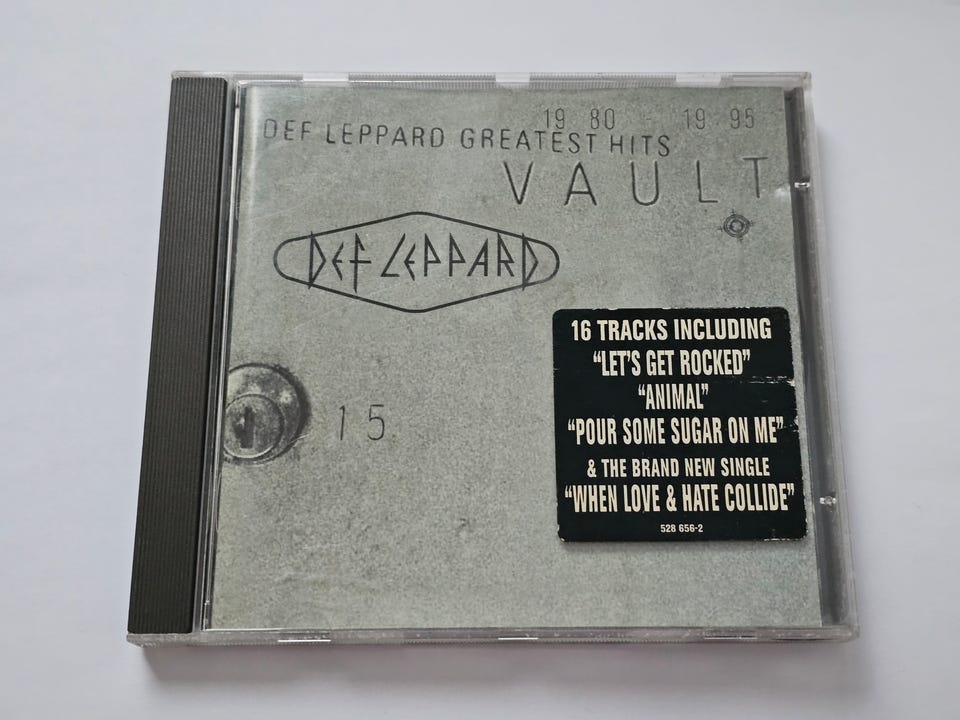 19 80 - 19 95
DEF LEPPARD GREATEST HITS
VAULT
DEF LEPPARD
15
16 TRACKS INCLUDING
“LET'S GET ROCKED”
“ANIMAL”
“POUR SOME SUGAR ON ME”
& THE BRAND NEW SINGLE
“WHEN LOVE & HATE COLLIDE”
528 656-2